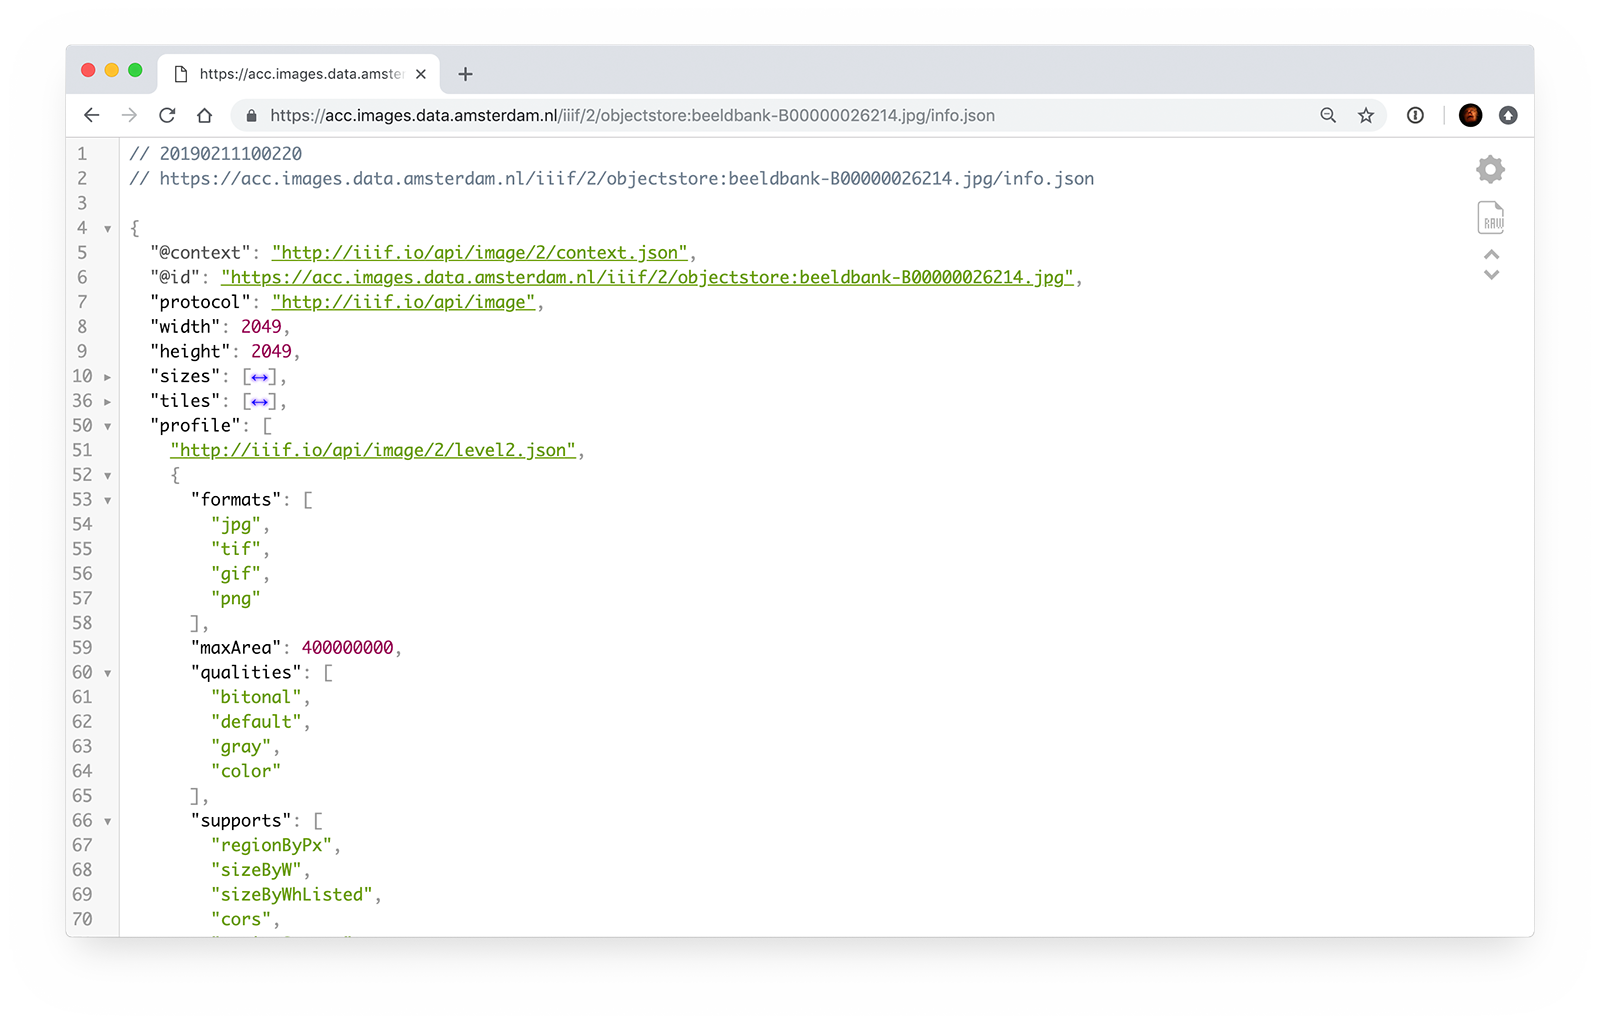 https://acc.images.data.amster
https://acc.images.data.amsterdam.nl/iiif/2/objectstore:beeldbank-B00000026214.jpg/info.json
1 // 20190211100220
2 // https://acc.images.data.amsterdam.nl/iiif/2/objectstore:beeldbank-B00000026214.jpg/info.json
3
4 {
5 "@context": "http://iiif.io/api/image/2/context.json",
6 "@id": "https://acc.images.data.amsterdam.nl/iiif/2/objectstore:beeldbank-B00000026214.jpg",
7 "protocol": "http://iiif.io/api/image",
8 "width": 2049,
9 "height": 2049,
10 "sizes": [↔],
36 "tiles": [↔],
50 "profile": [
51 "http://iiif.io/api/image/2/level2.json",
52 {
53 "formats": [
54 "jpg",
55 "tif",
56 "gif",
57 "png"
58 ],
59 "maxArea": 400000000,
60 "qualities": [
61 "bitonal",
62 "default",
63 "gray",
64 "color"
65 ],
66 "supports": [
67 "regionByPx",
68 "sizeByW",
69 "sizeByWhListed",
70 "cors",
RAW